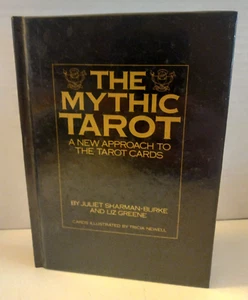 THE
MYTHIC
TAROT
A NEW APPROACH TO
THE TAROT CARDS
BY JULIET SHARMAN-BURKE
AND LIZ GREENE
CARDS ILLUSTRATED BY TRICIA NEWELL